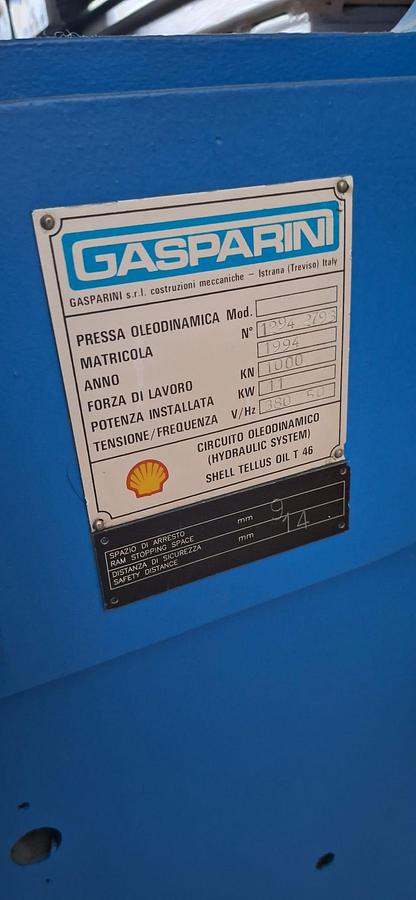 GASPARINI
GASPARINI s.r.l. costruzioni meccaniche – Istrana (Treviso) Italy
PRESSA OLEODINAMICA Mod.
MATRICOLA N° 1294
ANNO 1994
FORZA DI LAVORO KN 1000
POTENZA INSTALLATA KW 11
TENSIONE/FREQUENZA V/Hz 380 50
CIRCUITO OLEODINAMICO
(HYDRAULIC SYSTEM)
SHELL TELLUS OIL T 46
SPAZIO DI ARRESTO mm 9
RAM STOPPING SPACE
DISTANZA DI SICUREZZA mm 14
SAFETY DISTANCE